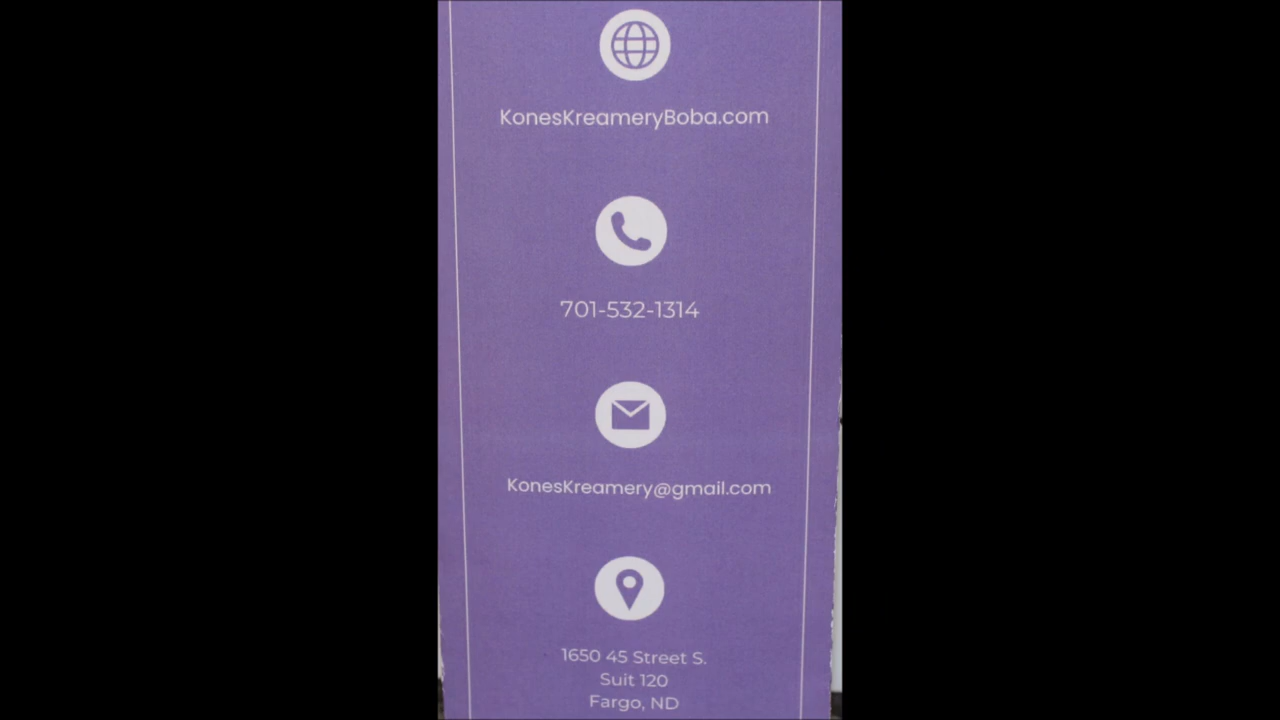 KonesKreameryBoba.com
701-532-1314
KonesKreamery@gmail.com
1650 45 Street S.
Suit 120
Fargo, ND